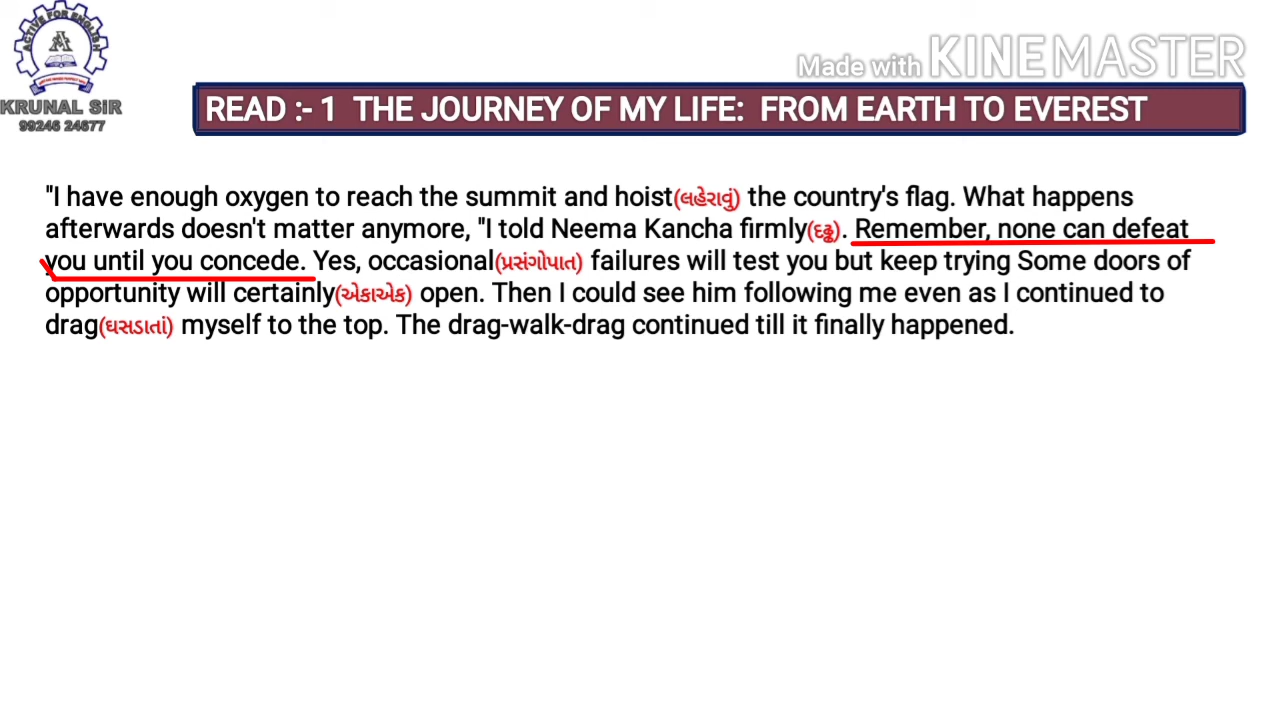 ACTIVE FOR ENGLISH
KRUNAL SIR
99246 24677
Made with KINEMASTER
READ :- 1 THE JOURNEY OF MY LIFE: FROM EARTH TO EVEREST
"I have enough oxygen to reach the summit and hoist(લહેરાવું) the country's flag. What happens
afterwards doesn't matter anymore, "I told Neema Kancha firmly(દઢ્ઢ). Remember, none can defeat
you until you concede. Yes, occasional(પ્રસંગોપાત) failures will test you but keep trying Some doors of
opportunity will certainly(એકાએક) open. Then I could see him following me even as I continued to
drag(ઘસડાતાં) myself to the top. The drag-walk-drag continued till it finally happened.